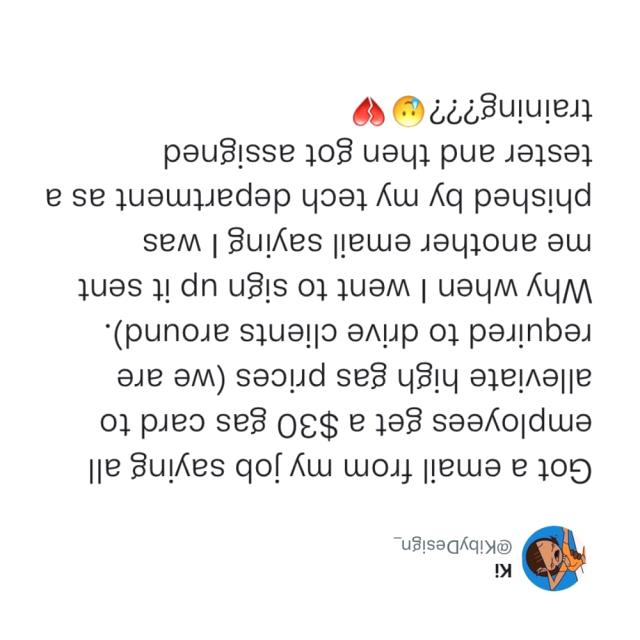 Ki
@KibyDesign_
Got a email from my job saying all
employees get a $30 gas card to
alleviate high gas prices (we are
required to drive clients around).
Why when I went to sign up it sent
me another email saying I was
phished by my tech department as a
tester and then got assigned
training??? 😢💔